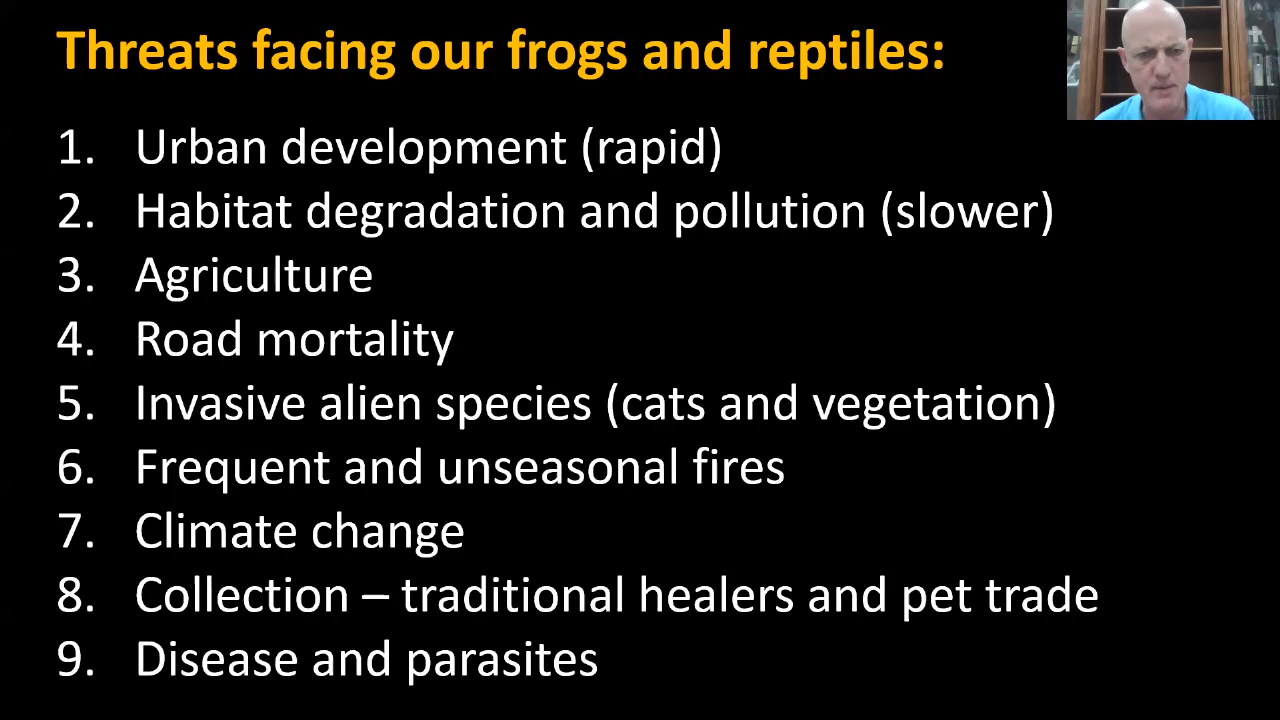 Threats facing our frogs and reptiles:
1. Urban development (rapid)
2. Habitat degradation and pollution (slower)
3. Agriculture
4. Road mortality
5. Invasive alien species (cats and vegetation)
6. Frequent and unseasonal fires
7. Climate change
8. Collection – traditional healers and pet trade
9. Disease and parasites